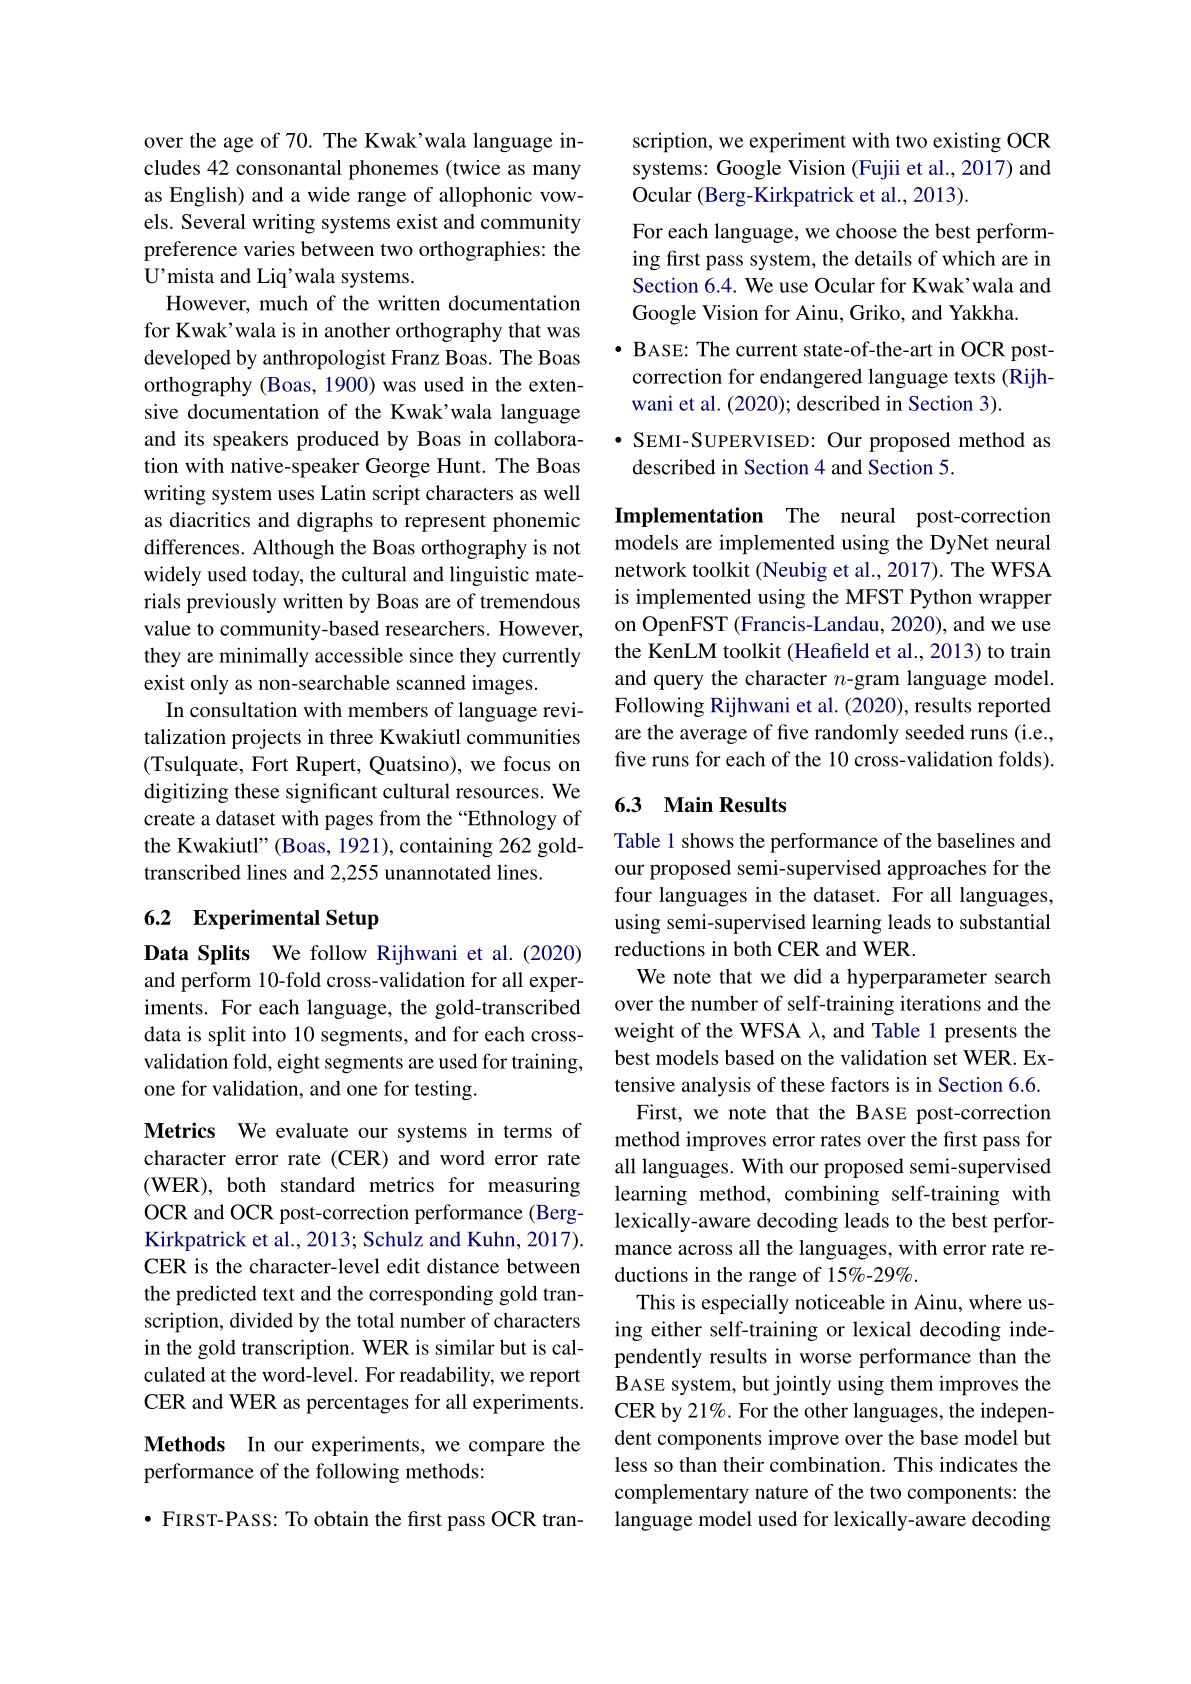 over the age of 70. The Kwak’wala language in-
cludes 42 consonantal phonemes (twice as many
as English) and a wide range of allophonic vow-
els. Several writing systems exist and community
preference varies between two orthographies: the
U’mista and Liq’wala systems.
However, much of the written documentation
for Kwak’wala is in another orthography that was
developed by anthropologist Franz Boas. The Boas
orthography (Boas, 1900) was used in the exten-
sive documentation of the Kwak’wala language
and its speakers produced by Boas in collabora-
tion with native-speaker George Hunt. The Boas
writing system uses Latin script characters as well
as diacritics and digraphs to represent phonemic
differences. Although the Boas orthography is not
widely used today, the cultural and linguistic mate-
rials previously written by Boas are of tremendous
value to community-based researchers. However,
they are minimally accessible since they currently
exist only as non-searchable scanned images.
In consultation with members of language revi-
talization projects in three Kwakiutl communities
(Tsulquate, Fort Rupert, Quatsino), we focus on
digitizing these significant cultural resources. We
create a dataset with pages from the “Ethnology of
the Kwakiutl” (Boas, 1921), containing 262 gold-
transcribed lines and 2,255 unannotated lines.
6.2 Experimental Setup
Data Splits We follow Rijhwani et al. (2020)
and perform 10-fold cross-validation for all exper-
iments. For each language, the gold-transcribed
data is split into 10 segments, and for each cross-
validation fold, eight segments are used for training,
one for validation, and one for testing.
Metrics We evaluate our systems in terms of
character error rate (CER) and word error rate
(WER), both standard metrics for measuring
OCR and OCR post-correction performance (Berg-
Kirkpatrick et al., 2013; Schulz and Kuhn, 2017).
CER is the character-level edit distance between
the predicted text and the corresponding gold tran-
scription, divided by the total number of characters
in the gold transcription. WER is similar but is cal-
culated at the word-level. For readability, we report
CER and WER as percentages for all experiments.
Methods In our experiments, we compare the
performance of the following methods:
• FIRST-PASS: To obtain the first pass OCR tran-
scription, we experiment with two existing OCR
systems: Google Vision (Fujii et al., 2017) and
Ocular (Berg-Kirkpatrick et al., 2013).
For each language, we choose the best perform-
ing first pass system, the details of which are in
Section 6.4. We use Ocular for Kwak’wala and
Google Vision for Ainu, Griko, and Yakkha.
• BASE: The current state-of-the-art in OCR post-
correction for endangered language texts (Rijh-
wani et al. (2020); described in Section 3).
• SEMI-SUPERVISED: Our proposed method as
described in Section 4 and Section 5.
Implementation The neural post-correction
models are implemented using the DyNet neural
network toolkit (Neubig et al., 2017). The WFSA
is implemented using the MFST Python wrapper
on OpenFST (Francis-Landau, 2020), and we use
the KenLM toolkit (Heafield et al., 2013) to train
and query the character n-gram language model.
Following Rijhwani et al. (2020), results reported
are the average of five randomly seeded runs (i.e.,
five runs for each of the 10 cross-validation folds).
6.3 Main Results
Table 1 shows the performance of the baselines and
our proposed semi-supervised approaches for the
four languages in the dataset. For all languages,
using semi-supervised learning leads to substantial
reductions in both CER and WER.
We note that we did a hyperparameter search
over the number of self-training iterations and the
weight of the WFSA λ, and Table 1 presents the
best models based on the validation set WER. Ex-
tensive analysis of these factors is in Section 6.6.
First, we note that the BASE post-correction
method improves error rates over the first pass for
all languages. With our proposed semi-supervised
learning method, combining self-training with
lexically-aware decoding leads to the best perfor-
mance across all the languages, with error rate re-
ductions in the range of 15%-29%.
This is especially noticeable in Ainu, where us-
ing either self-training or lexical decoding inde-
pendently results in worse performance than the
BASE system, but jointly using them improves the
CER by 21%. For the other languages, the indepen-
dent components improve over the base model but
less so than their combination. This indicates the
complementary nature of the two components: the
language model used for lexically-aware decoding